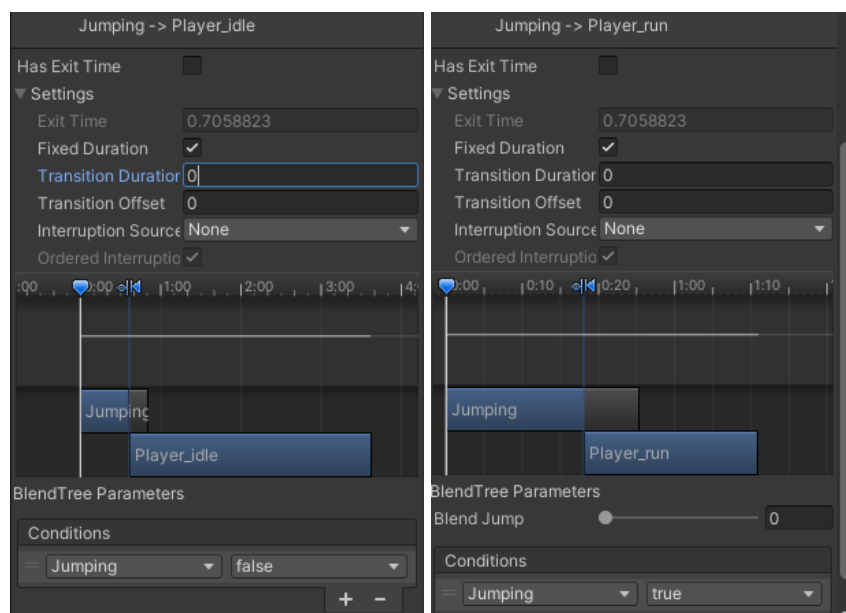 Jumping -> Player_idle
Has Exit Time
Settings
Exit Time 0.7058823
Fixed Duration
Transition Duration 0
Transition Offset 0
Interruption Source None
Ordered Interruptio
:00 0:00 1:00 2:00 3:00 4:
Jumping
Player_idle
BlendTree Parameters
Conditions
Jumping false
+ -
Jumping -> Player_run
Has Exit Time
Settings
Exit Time 0.7058823
Fixed Duration
Transition Duration 0
Transition Offset 0
Interruption Source None
Ordered Interruptio
0:00 0:10 0:20 1:00 1:10
Jumping
Player_run
BlendTree Parameters
Blend Jump 0
Conditions
Jumping true